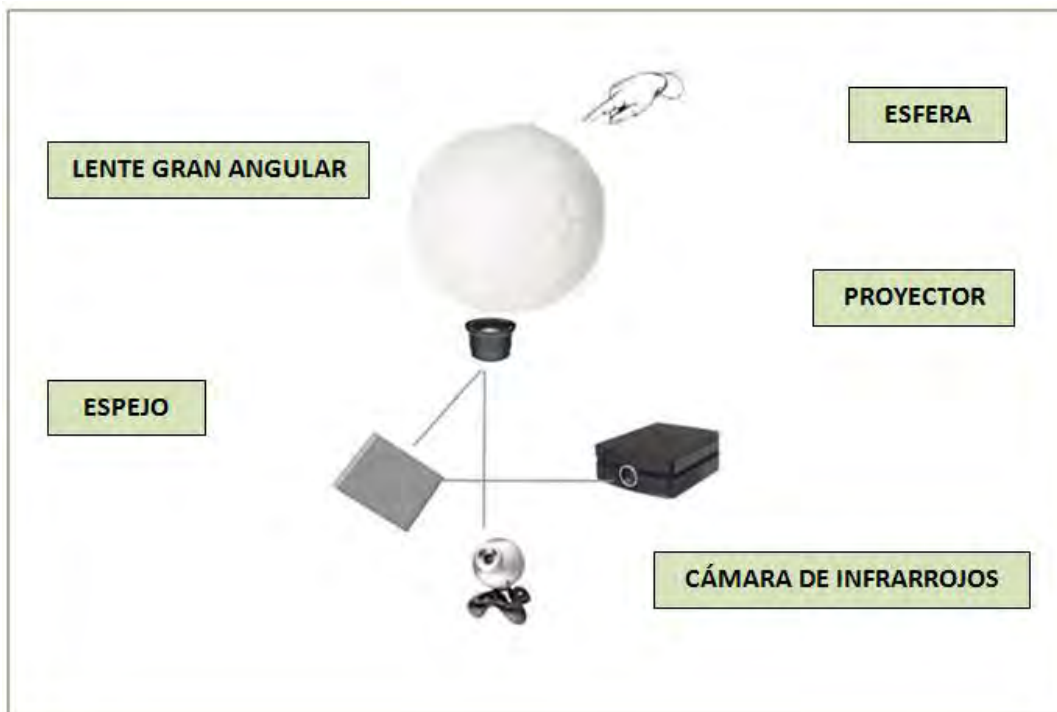 ESFERA
LENTE GRAN ANGULAR
PROYECTOR
ESPEJO
CÁMARA DE INFRARROJOS